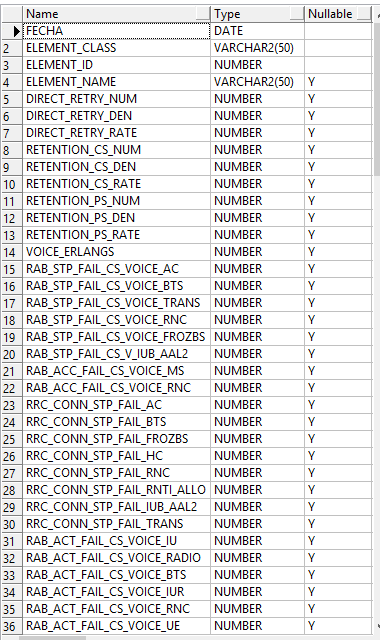 Name Type Nullable
FECHA DATE
2 ELEMENT_CLASS VARCHAR2(50)
3 ELEMENT_ID NUMBER
4 ELEMENT_NAME VARCHAR2(50) Y
5 DIRECT_RETRY_NUM NUMBER Y
6 DIRECT_RETRY_DEN NUMBER Y
7 DIRECT_RETRY_RATE NUMBER Y
8 RETENTION_CS_NUM NUMBER Y
9 RETENTION_CS_DEN NUMBER Y
10 RETENTION_CS_RATE NUMBER Y
11 RETENTION_PS_NUM NUMBER Y
12 RETENTION_PS_DEN NUMBER Y
13 RETENTION_PS_RATE NUMBER Y
14 VOICE_ERLANGS NUMBER Y
15 RAB_STP_FAIL_CS_VOICE_AC NUMBER Y
16 RAB_STP_FAIL_CS_VOICE_BTS NUMBER Y
17 RAB_STP_FAIL_CS_VOICE_TRANS NUMBER Y
18 RAB_STP_FAIL_CS_VOICE_RNC NUMBER Y
19 RAB_STP_FAIL_CS_VOICE_FROZBS NUMBER Y
20 RAB_STP_FAIL_CS_V_IUB_AAL2 NUMBER Y
21 RAB_ACC_FAIL_CS_VOICE_MS NUMBER Y
22 RAB_ACC_FAIL_CS_VOICE_RNC NUMBER Y
23 RRC_CONN_STP_FAIL_AC NUMBER Y
24 RRC_CONN_STP_FAIL_BTS NUMBER Y
25 RRC_CONN_STP_FAIL_FROZBS NUMBER Y
26 RRC_CONN_STP_FAIL_HC NUMBER Y
27 RRC_CONN_STP_FAIL_RNC NUMBER Y
28 RRC_CONN_STP_FAIL_RNTI_ALLO NUMBER Y
29 RRC_CONN_STP_FAIL_IUB_AAL2 NUMBER Y
30 RRC_CONN_STP_FAIL_TRANS NUMBER Y
31 RAB_ACT_FAIL_CS_VOICE_IU NUMBER Y
32 RAB_ACT_FAIL_CS_VOICE_RADIO NUMBER Y
33 RAB_ACT_FAIL_CS_VOICE_BTS NUMBER Y
34 RAB_ACT_FAIL_CS_VOICE_IUR NUMBER Y
35 RAB_ACT_FAIL_CS_VOICE_RNC NUMBER Y
36 RAB_ACT_FAIL_CS_VOICE_UE NUMBER Y